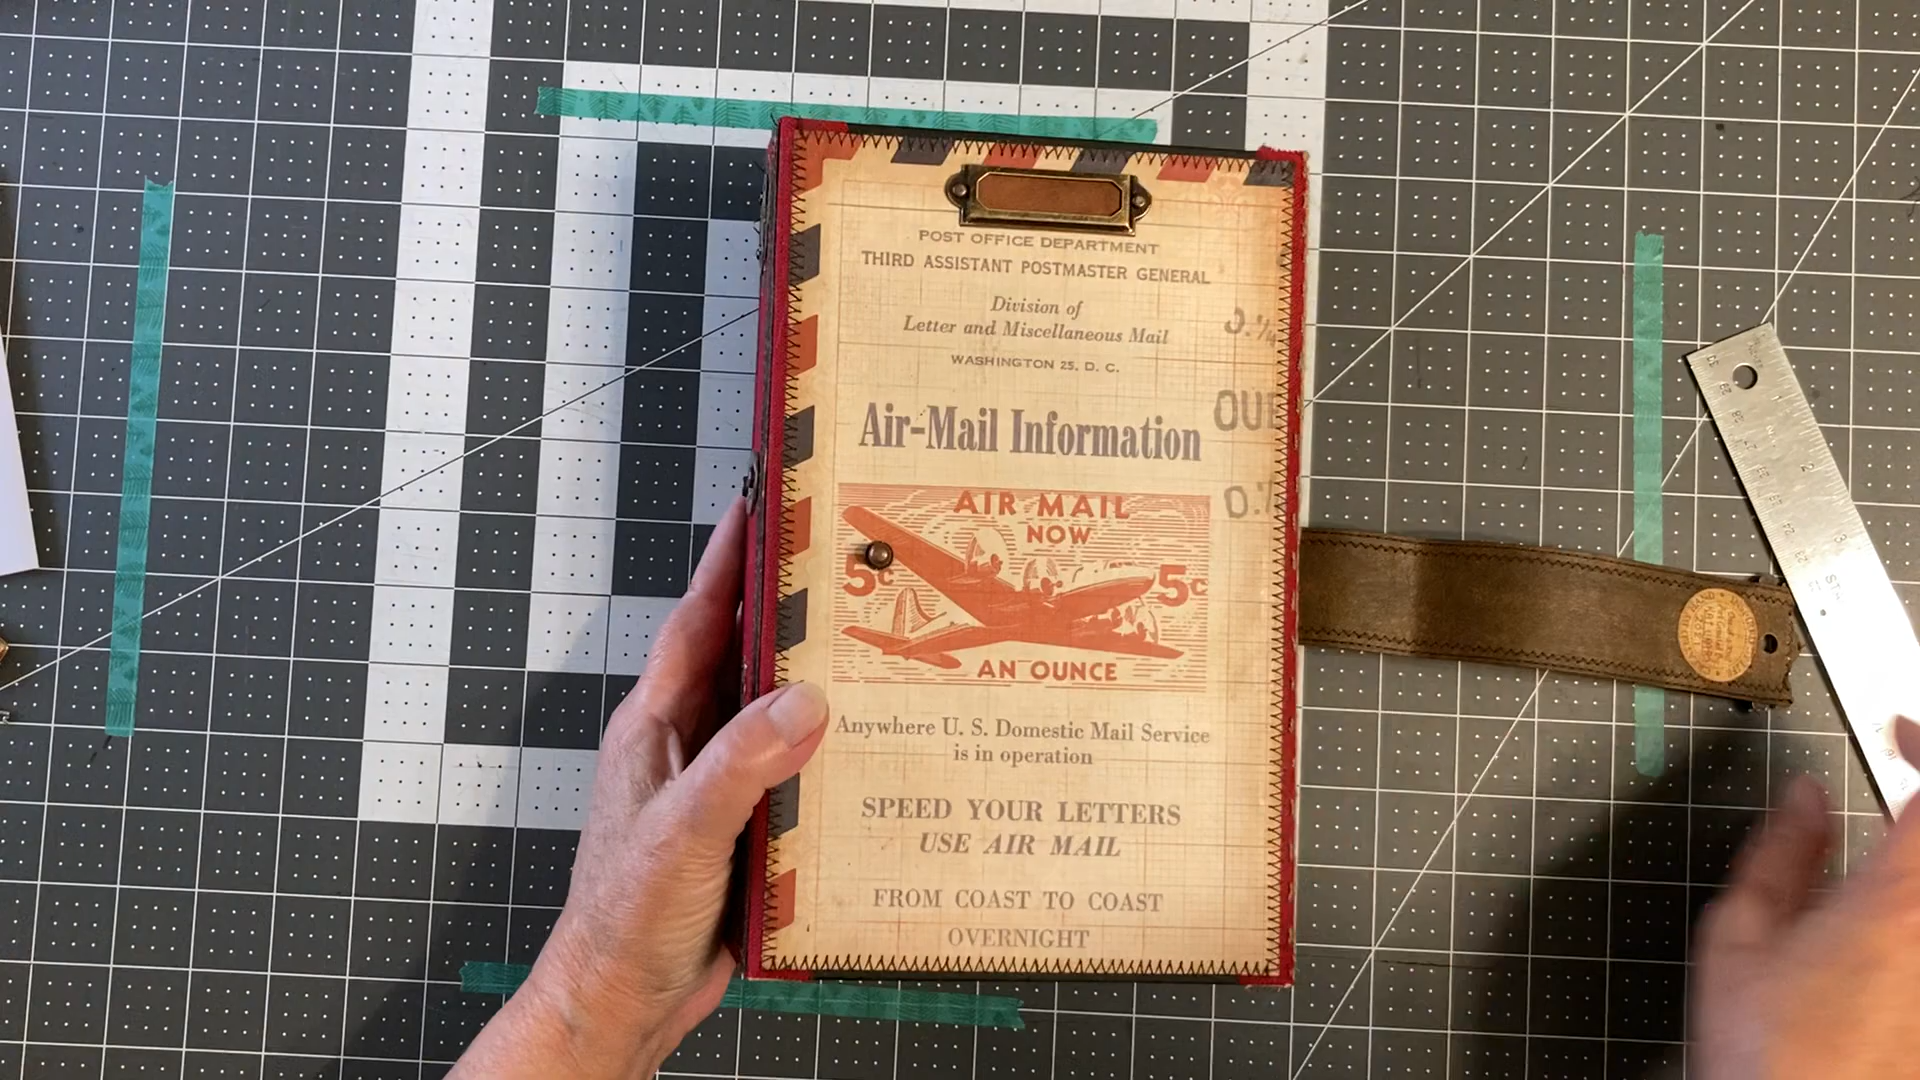 POST OFFICE DEPARTMENT
THIRD ASSISTANT POSTMASTER GENERAL
Division of
Letter and Miscellaneous Mail
WASHINGTON 25, D. C.
Air-Mail Information
OUE
AIR MAIL
NOW
5c 5c
AN OUNCE
Anywhere U. S. Domestic Mail Service
is in operation
SPEED YOUR LETTERS
USE AIR MAIL
FROM COAST TO COAST
OVERNIGHT